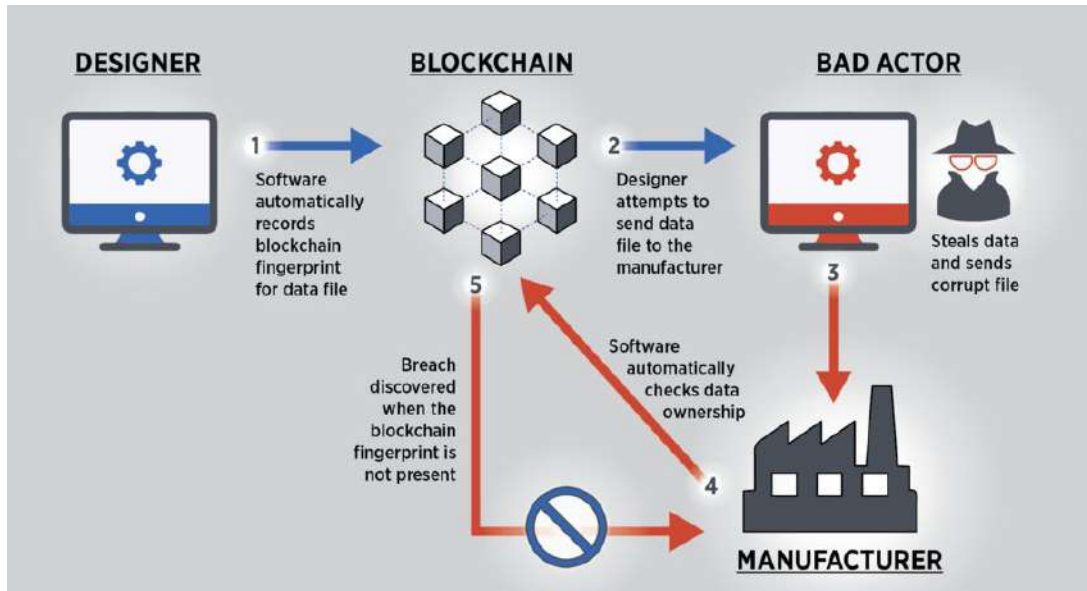 DESIGNER
BLOCKCHAIN
BAD ACTOR
1
Software
automatically
records
blockchain
fingerprint
for data file
2
Designer
attempts to
send data
file to the
manufacturer
Steals data
and sends
corrupt file
3
Software
automatically
checks data
ownership
4
5
Breach
discovered
when the
blockchain
fingerprint is
not present
MANUFACTURER